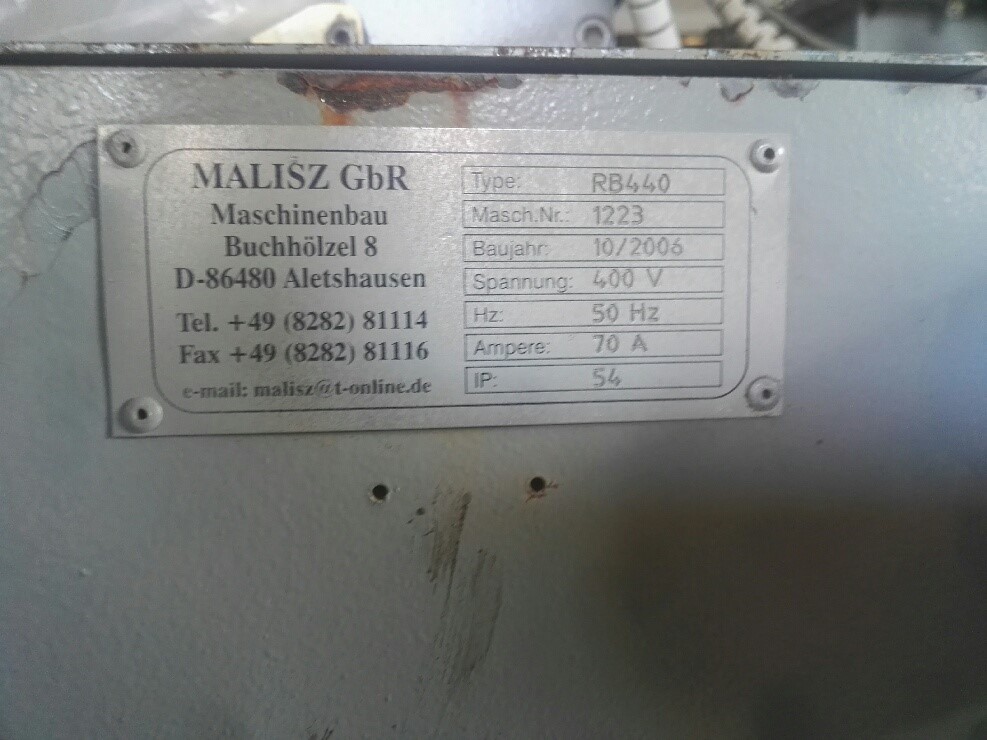 MALISZ GbR
Maschinenbau
Buchhölzel 8
D-86480 Aletshausen
Tel. +49 (8282) 81114
Fax +49 (8282) 81116
e-mail: malisz@t-online.de
Type: RB440
Masch.Nr.: 1223
Baujahr: 10/2006
Spannung: 400 V
Hz: 50 Hz
Ampere: 70 A
IP: 54